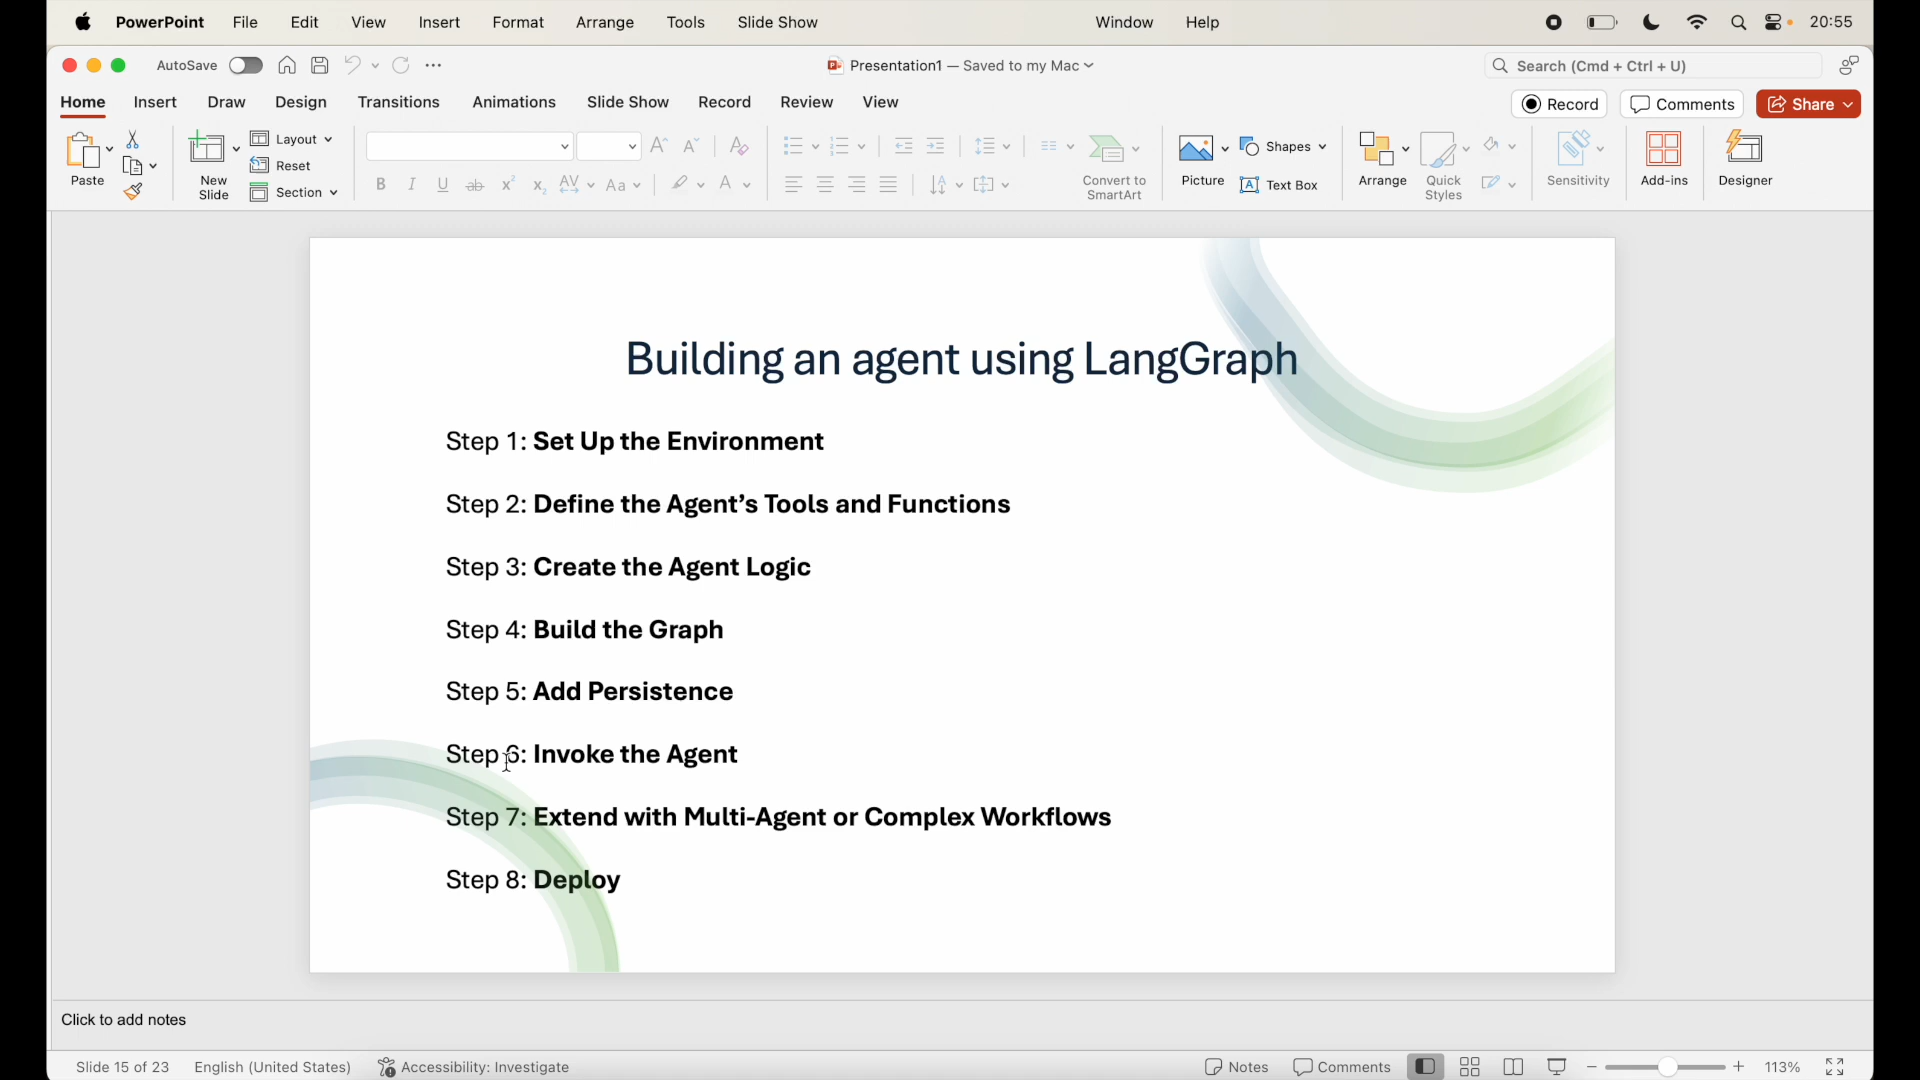 PowerPoint File Edit View Insert Format Arrange Tools Slide Show Window Help 20:55
AutoSave Presentation1 — Saved to my Mac Search (Cmd + Ctrl + U)
Home Insert Draw Design Transitions Animations Slide Show Record Review View Record Comments Share
Paste New Slide Layout Reset Section Convert to SmartArt Picture Shapes Text Box Arrange Quick Styles Sensitivity Add-ins Designer
Building an agent using LangGraph
Step 1: Set Up the Environment
Step 2: Define the Agent’s Tools and Functions
Step 3: Create the Agent Logic
Step 4: Build the Graph
Step 5: Add Persistence
Step 6: Invoke the Agent
Step 7: Extend with Multi-Agent or Complex Workflows
Step 8: Deploy
Click to add notes
Slide 15 of 23 English (United States) Accessibility: Investigate Notes Comments 113%